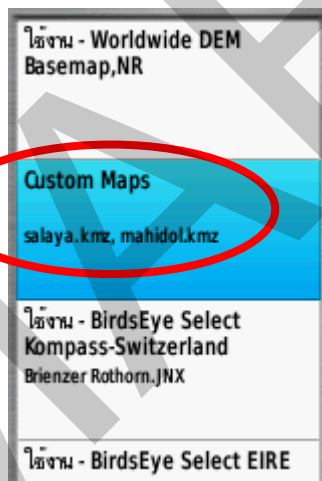 ใช้งาน - Worldwide DEM
Basemap,NR
Custom Maps
salaya.kmz, mahidol.kmz
ใช้งาน - BirdsEye Select
Kompass-Switzerland
Brienzer Rothorn.JNX
ใช้งาน - BirdsEye Select EIRE